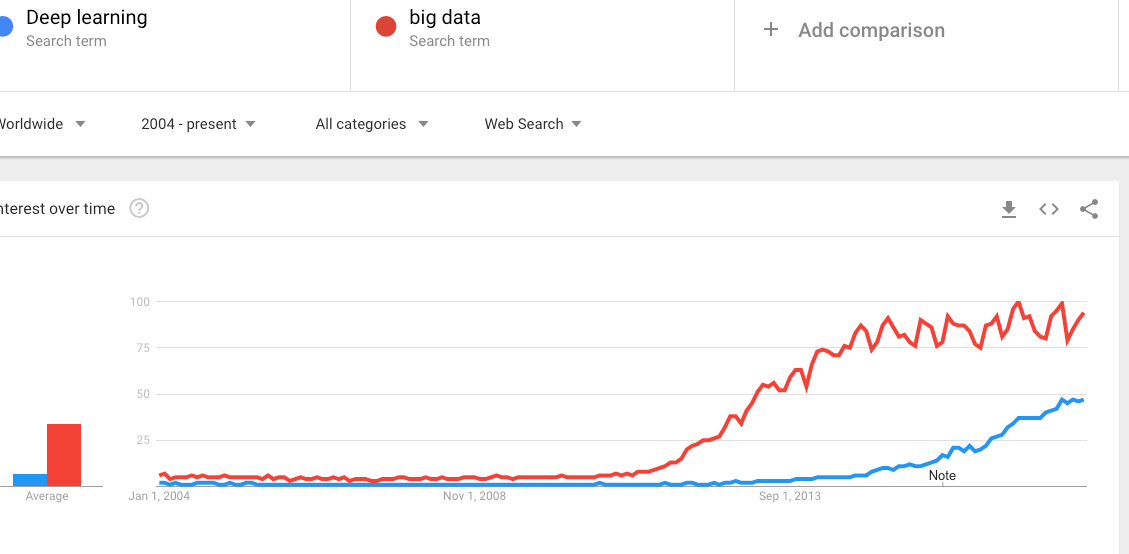 Deep learning
Search term
big data
Search term
+ Add comparison
Worldwide
2004 - present
All categories
Web Search
nterest over time ?
100
75
50
25
Note
Average
Jan 1, 2004
Nov 1, 2008
Sep 1, 2013